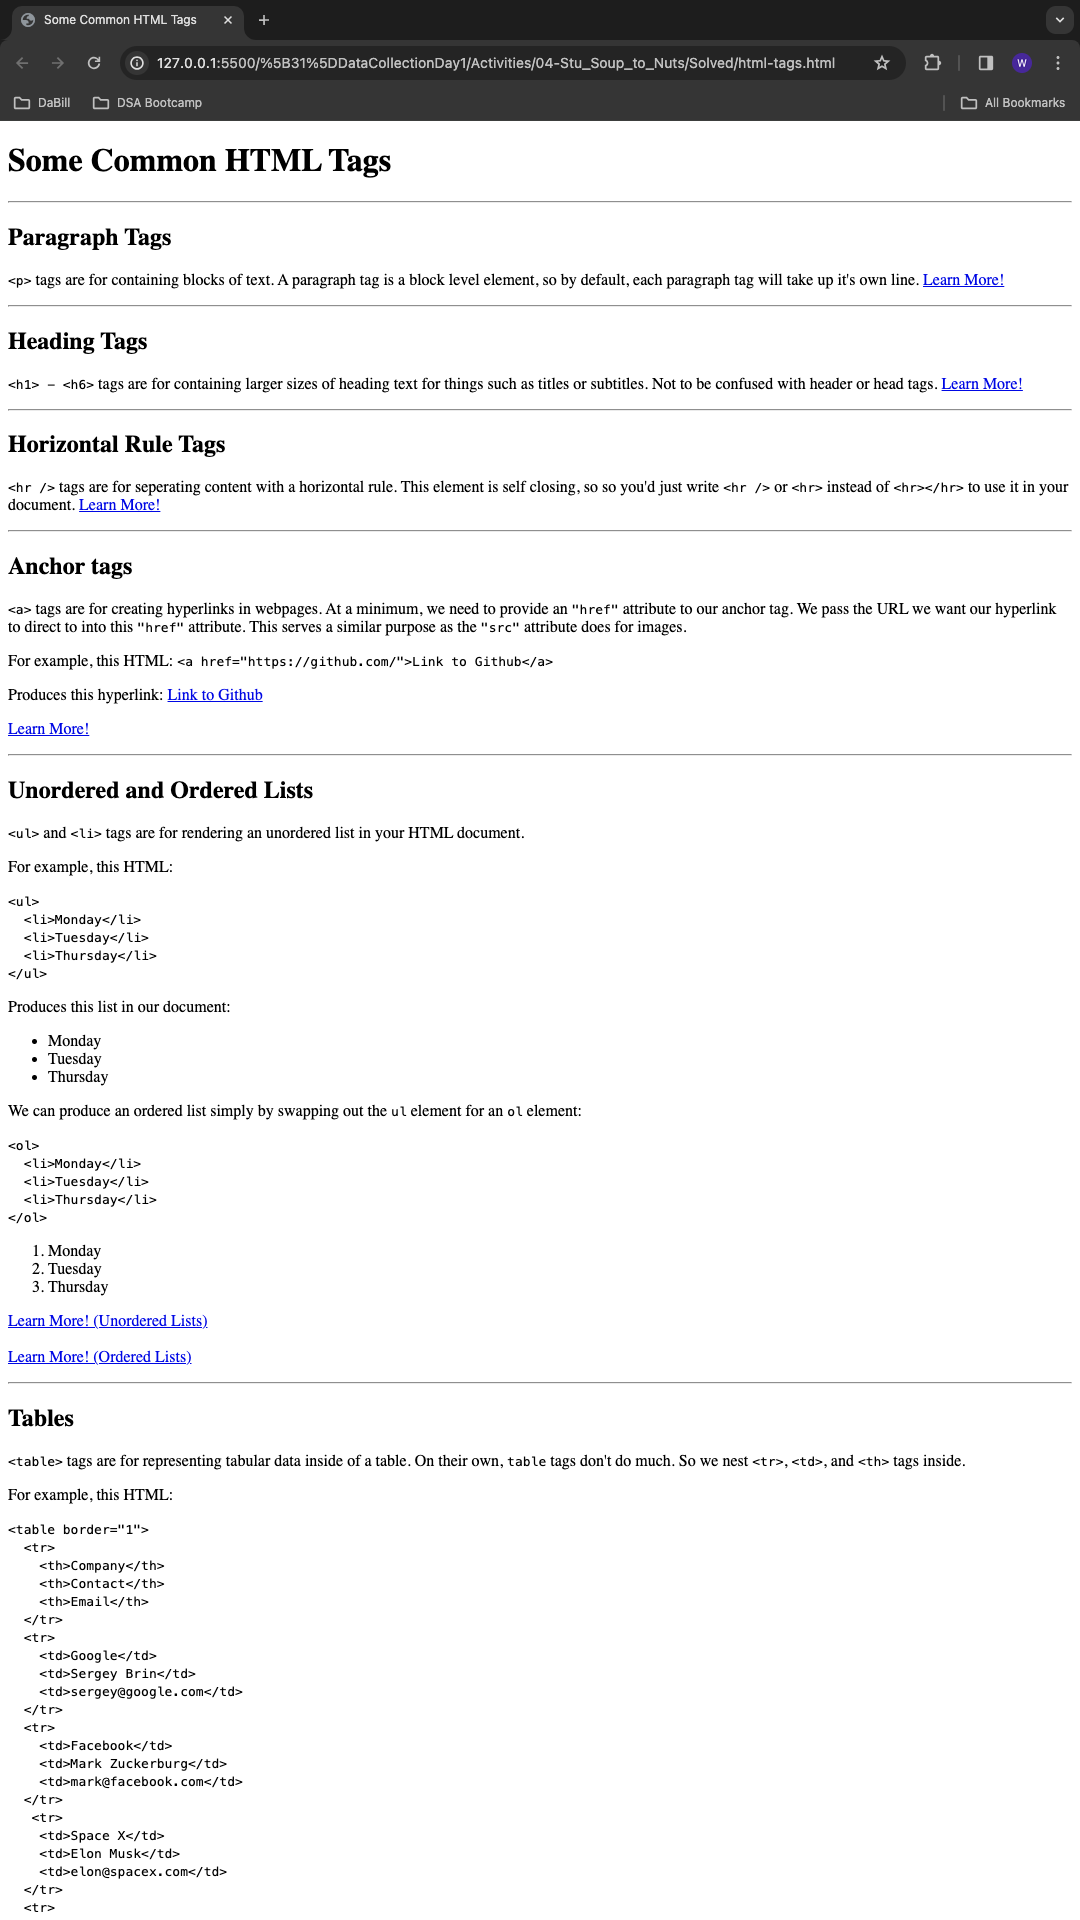 Some Common HTML Tags
127.0.0.1:5500/%5B31%5DDataCollectionDay1/Activities/04-Stu_Soup_to_Nuts/Solved/html-tags.html
W
DaBill
DSA Bootcamp
All Bookmarks
Some Common HTML Tags
Paragraph Tags
<p> tags are for containing blocks of text. A paragraph tag is a block level element, so by default, each paragraph tag will take up it's own line. Learn More!
Heading Tags
<h1> – <h6> tags are for containing larger sizes of heading text for things such as titles or subtitles. Not to be confused with header or head tags. Learn More!
Horizontal Rule Tags
<hr /> tags are for seperating content with a horizontal rule. This element is self closing, so so you'd just write <hr /> or <hr> instead of <hr></hr> to use it in your
document. Learn More!
Anchor tags
<a> tags are for creating hyperlinks in webpages. At a minimum, we need to provide an "href" attribute to our anchor tag. We pass the URL we want our hyperlink
to direct to into this "href" attribute. This serves a similar purpose as the "src" attribute does for images.
For example, this HTML: <a href="https://github.com/">Link to Github</a>
Produces this hyperlink: Link to Github
Learn More!
Unordered and Ordered Lists
<ul> and <li> tags are for rendering an unordered list in your HTML document.
For example, this HTML:
<ul>
  <li>Monday</li>
  <li>Tuesday</li>
  <li>Thursday</li>
</ul>
Produces this list in our document:
• Monday
• Tuesday
• Thursday
We can produce an ordered list simply by swapping out the ul element for an ol element:
<ol>
  <li>Monday</li>
  <li>Tuesday</li>
  <li>Thursday</li>
</ol>
1. Monday
2. Tuesday
3. Thursday
Learn More! (Unordered Lists)
Learn More! (Ordered Lists)
Tables
<table> tags are for representing tabular data inside of a table. On their own, table tags don't do much. So we nest <tr>, <td>, and <th> tags inside.
For example, this HTML:
<table border="1">
  <tr>
    <th>Company</th>
    <th>Contact</th>
    <th>Email</th>
  </tr>
  <tr>
    <td>Google</td>
    <td>Sergey Brin</td>
    <td>sergey@google.com</td>
  </tr>
  <tr>
    <td>Facebook</td>
    <td>Mark Zuckerburg</td>
    <td>mark@facebook.com</td>
  </tr>
   <tr>
    <td>Space X</td>
    <td>Elon Musk</td>
    <td>elon@spacex.com</td>
  </tr>
  <tr>